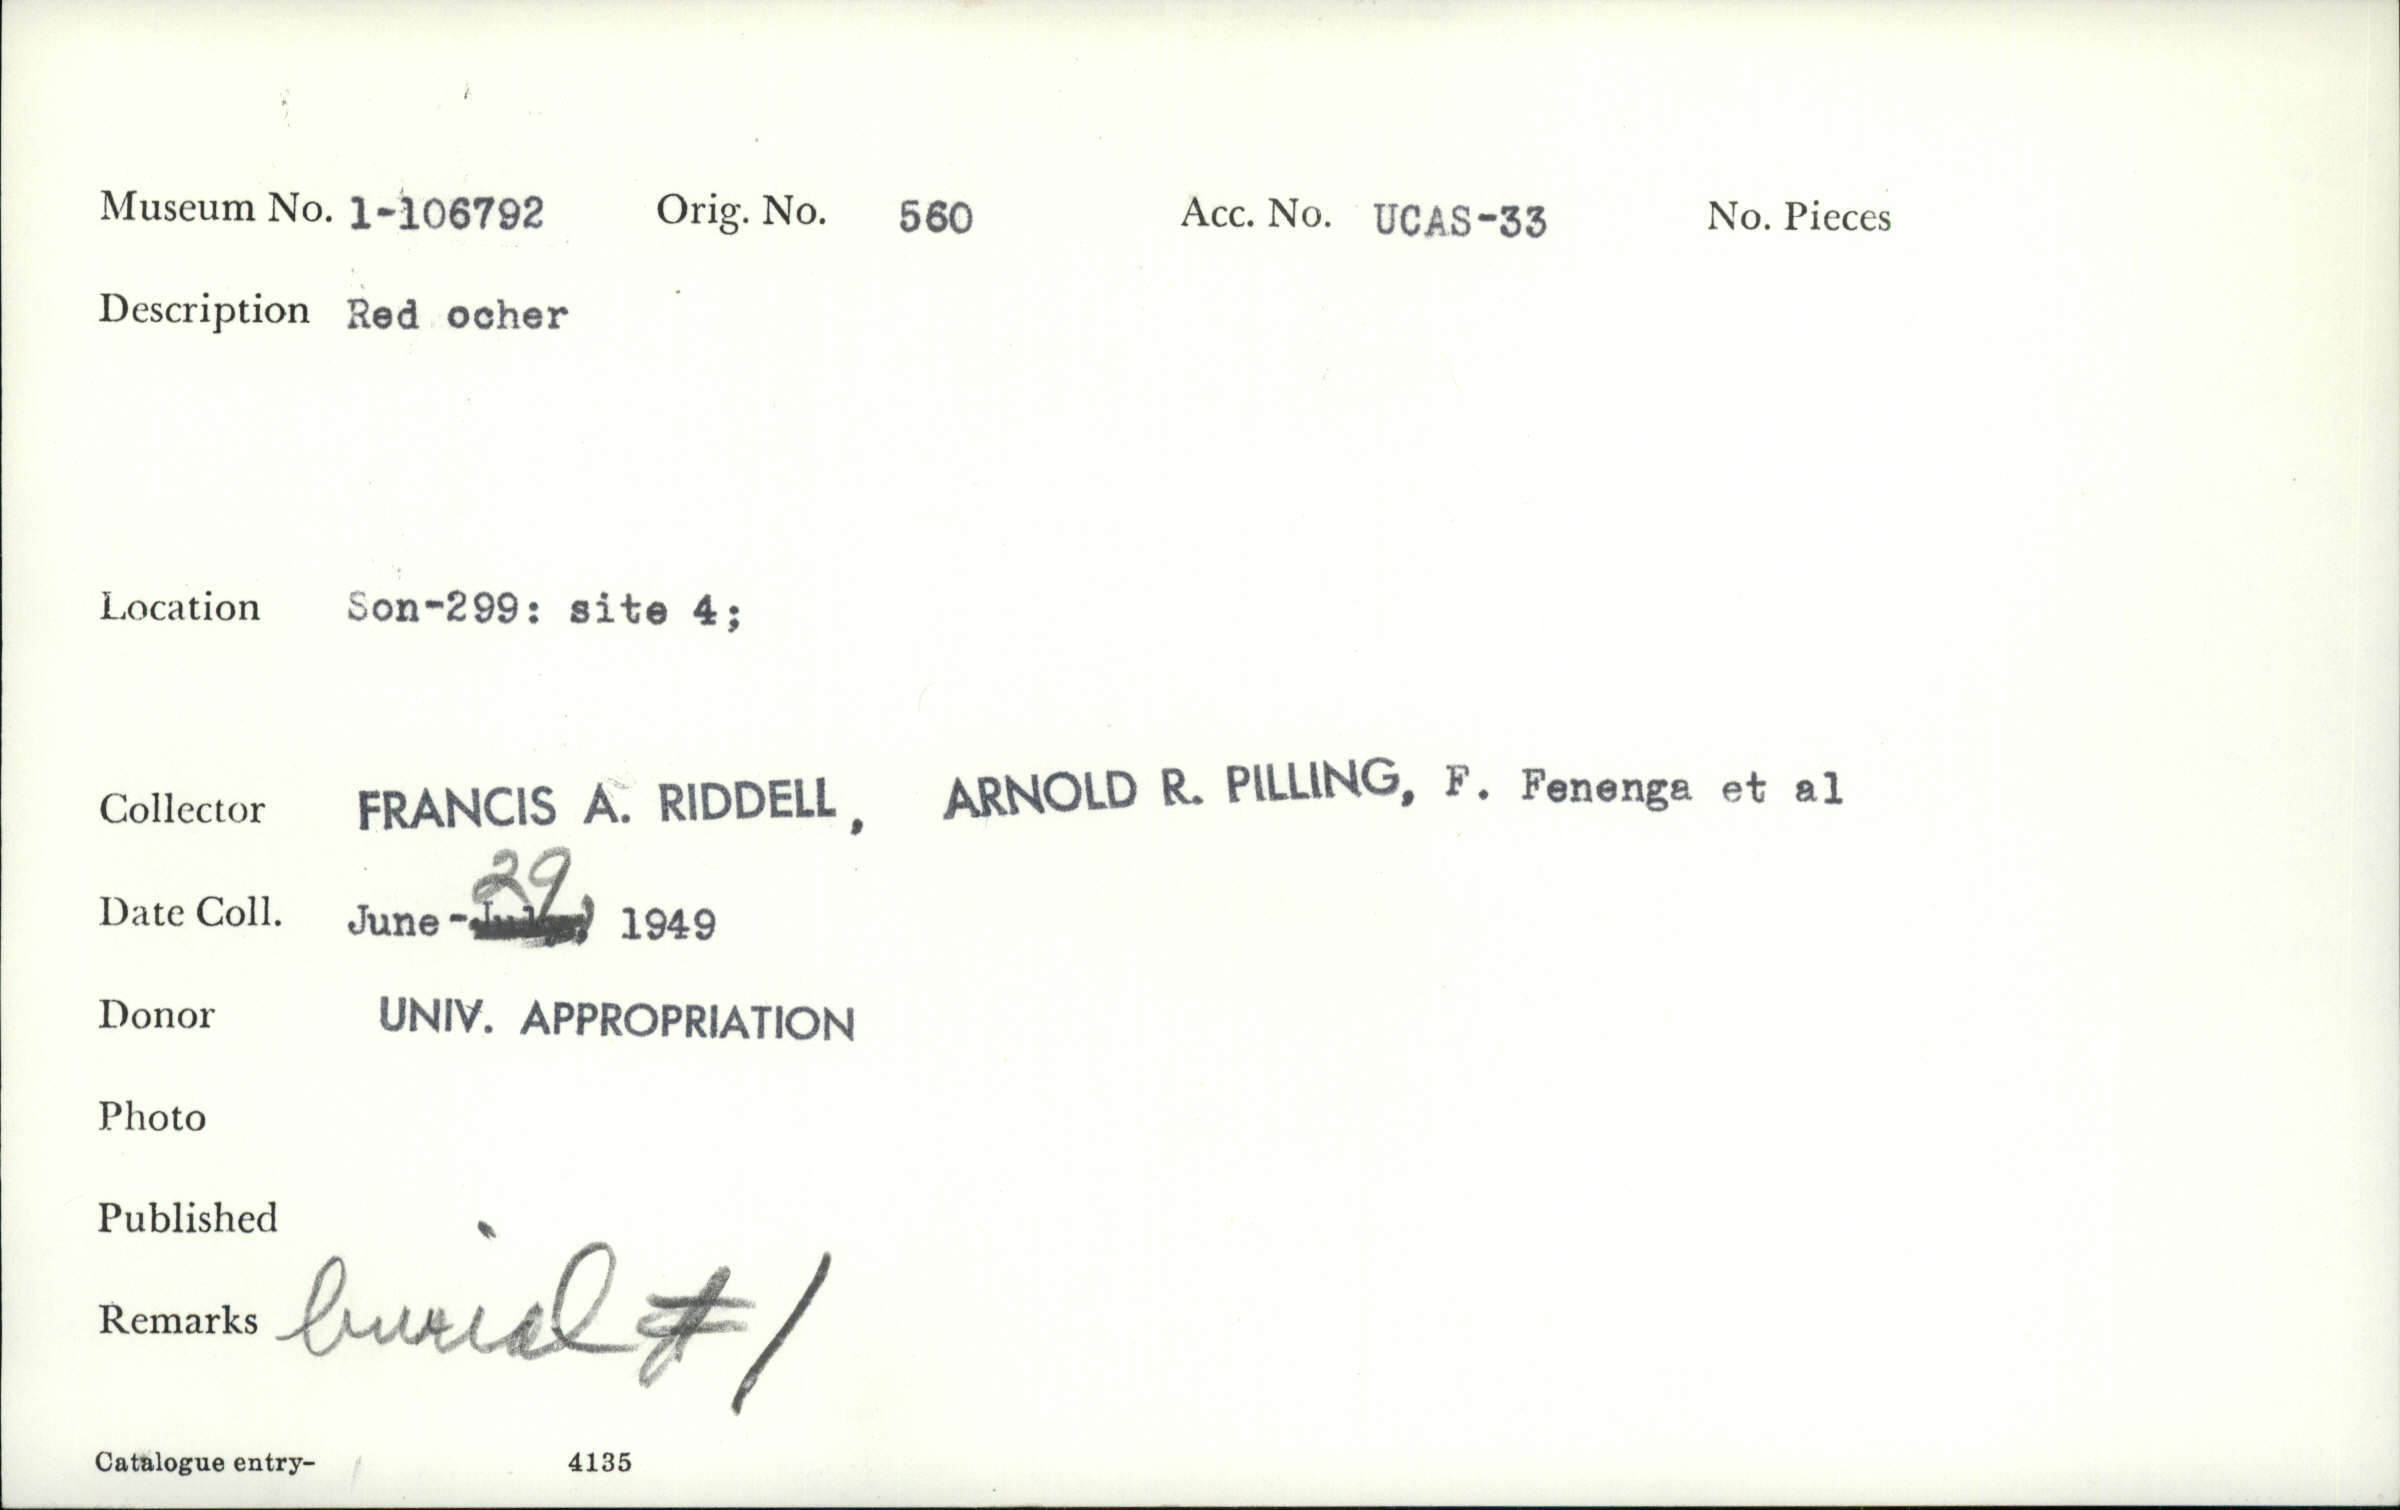 Museum No. 1-106792 Orig. No. 560 Acc. No. UCAS-33 No. Pieces
Description Red ocher
Location Son-299: site 4;
Collector FRANCIS A. RIDDELL, ARNOLD R. PILLING, F. Fenenga et al
29
Date Coll. June-July, 1949
Donor UNIV. APPROPRIATION
Photo
Published
Remarks burial #1
Catalogue entry- 4135